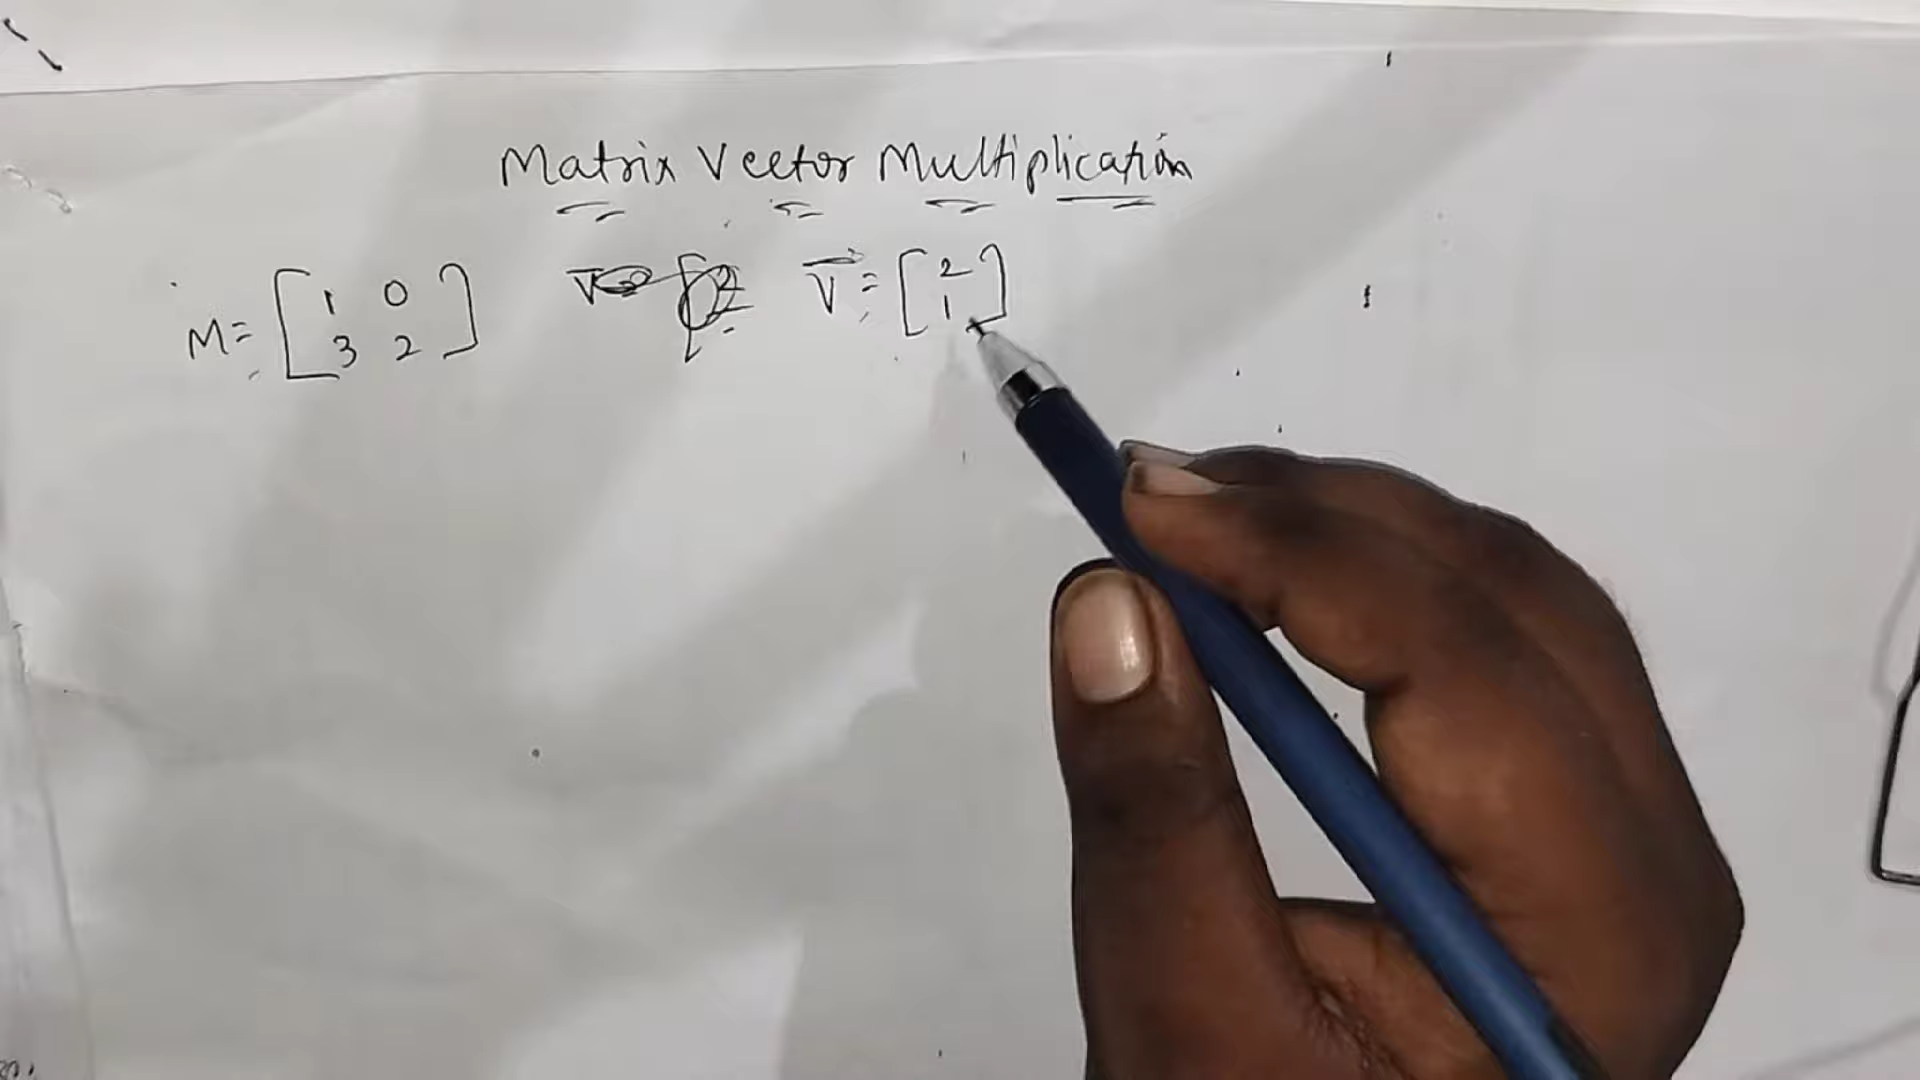 Matrix Vector Multiplication
M = [ 1 0 V = [ 2
3 2 ] 1 ]